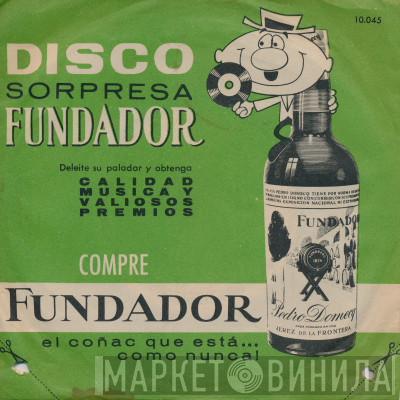 10.045
DISCO
SORPRESA
FUNDADOR
Deleite su paladar y obtenga
CALIDAD
MUSICA Y
VALIOSOS
PREMIOS
COMPRE
FUNDADOR
el coñac que está...
como nunca!
FUNDADOR
Pedro Domecq
JEREZ DE LA FRONTERA
МАРКЕТ ВИНИЛА